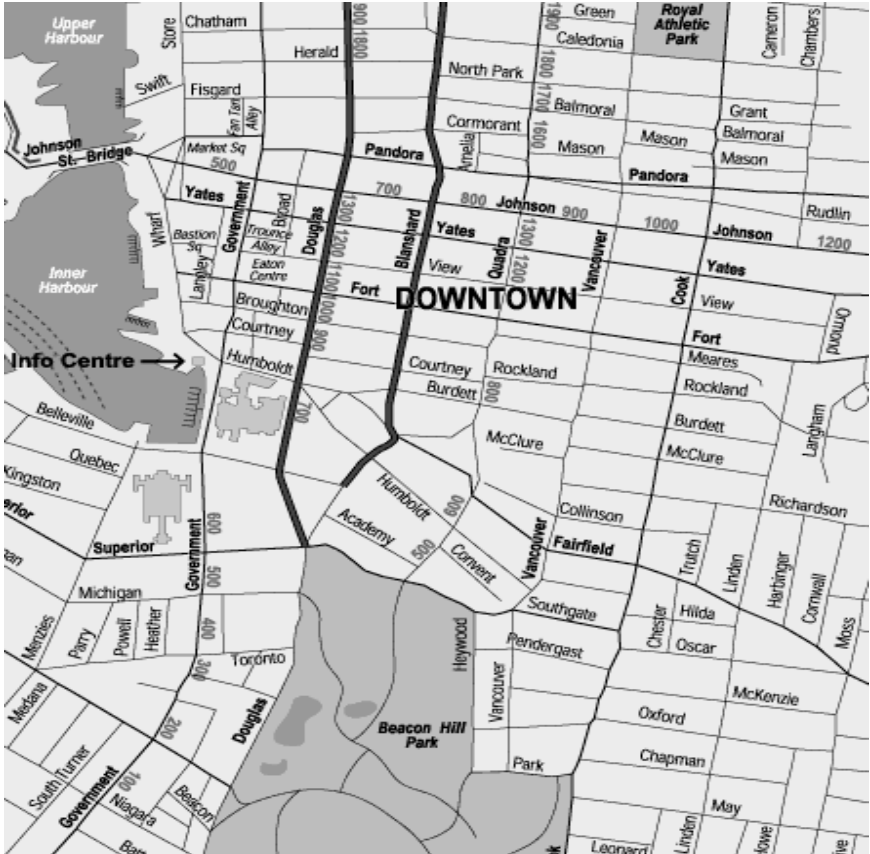 Upper
Harbour
Store
Chatham
Herald
900 1800
1900
Green
Caledonia
Royal
Athletic
Park
Cameron
Chambers
Swift
Fisgard
Fan Tan
Alley
North Park
1800
1700
1600
Balmoral
Grant
Cormorant
Amelia
Mason
Mason
Balmoral
Mason
Johnson
St. Bridge
Market Sq
500
Pandora
Pandora
Yates
Government
Broad
Douglas
700
800
Johnson
900
1000
Johnson
1200
Rudlin
Wharf
Bastion
Sq
Langley
Trounce
Alley
Eaton
Centre
1300
1200
1100
1000
900
Blanshard
Yates
View
Quadra
1300
1200
Vancouver
Cook
Yates
View
Inner
Harbour
Broughton
Fort
DOWNTOWN
Fort
Ormond
Courtney
Info Centre
Humboldt
Courtney
Burdett
800
Rockland
Meares
Rockland
700
Belleville
McClure
Burdett
McClure
Langham
Quebec
Kingston
Humboldt
600
Academy
500
Convent
Collinson
Richardson
erior
Superior
Government
600
500
Vancouver
Fairfield
Trutch
Linden
Harbinger
Cornwall
Moss
an
Michigan
Menzies
Parry
Powell
Heather
400
300
Toronto
Southgate
Chester
Hilda
Oscar
Heywood
Pendergast
Vancouver
Medana
200
Douglas
McKenzie
Oxford
Beacon Hill
Park
Chapman
Park
South Turner
100
Government
Niagara
Beacon
May
Leonard
Linden
Howe